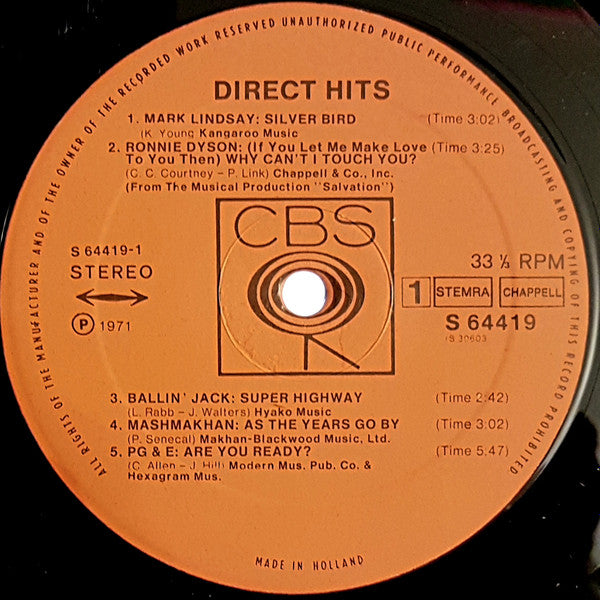 ALL RIGHTS OF THE MANUFACTURER AND OF THE OWNER OF THE RECORDED WORK RESERVED UNAUTHORIZED PUBLIC PERFORMANCE BROADCASTING AND COPYING OF THIS RECORD PROHIBITED
DIRECT HITS
1. MARK LINDSAY: SILVER BIRD (Time 3:02)
(K. Young) Kangaroo Music
2. RONNIE DYSON: (If You Let Me Make Love (Time 3:25)
To You Then) WHY CAN'T I TOUCH YOU?
(C. C. Courtney – P. Link) Chappell & Co., Inc.
(From The Musical Production "Salvation")
CBS
S 64419-1
STEREO
℗ 1971
33 ⅓ RPM
1 STEMRA CHAPPELL
S 64419
(S 30603
3. BALLIN' JACK: SUPER HIGHWAY (Time 2:42)
(L. Rabb – J. Walters) Hyako Music
4. MASHMAKHAN: AS THE YEARS GO BY (Time 3:02)
(P. Senecal) Makhan-Blackwood Music, Ltd.
5. PG & E: ARE YOU READY? (Time 5:47)
(C. Allen – J. Hill) Modern Mus. Pub. Co. &
Hexagram Mus.
MADE IN HOLLAND